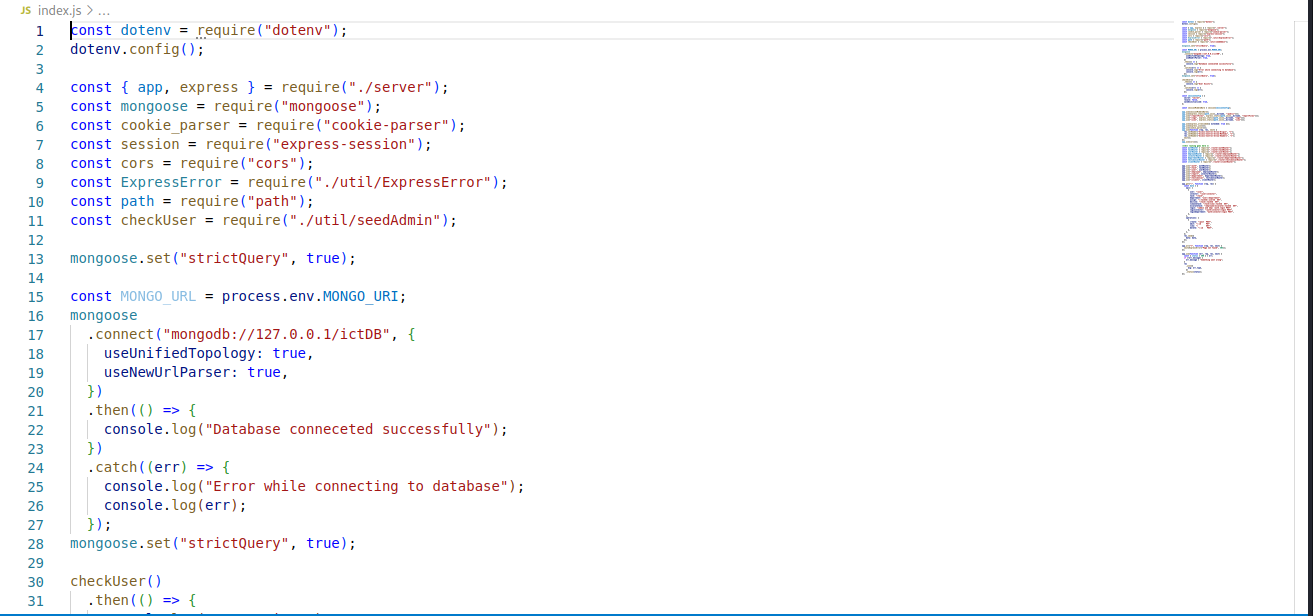 JS index.js > ...
1 const dotenv = require("dotenv");
2 dotenv.config();
3
4 const { app, express } = require("./server");
5 const mongoose = require("mongoose");
6 const cookie_parser = require("cookie-parser");
7 const session = require("express-session");
8 const cors = require("cors");
9 const ExpressError = require("./util/ExpressError");
10 const path = require("path");
11 const checkUser = require("./util/seedAdmin");
12
13 mongoose.set("strictQuery", true);
14
15 const MONGO_URL = process.env.MONGO_URI;
16 mongoose
17   .connect("mongodb://127.0.0.1/ictDB", {
18     useUnifiedTopology: true,
19     useNewUrlParser: true,
20   })
21   .then(() => {
22     console.log("Database conneceted successfully");
23   })
24   .catch((err) => {
25     console.log("Error while connecting to database");
26     console.log(err);
27   });
28 mongoose.set("strictQuery", true);
29
30 checkUser()
31   .then(() => {